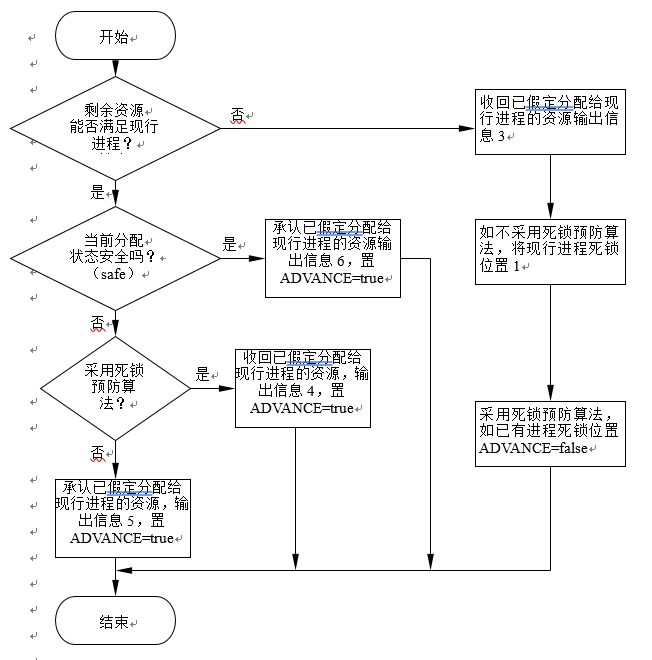 开始
剩余资源
能否满足现行
进程？
否
收回已假定分配给现
行进程的资源输出信
息 3
是
当前分配
状态安全吗？
（safe）
是
承认已假定分配给
现行进程的资源输
出信息 6，置
ADVANCE=true
如不采用死锁预防算
法，将现行进程死锁
位置 1
否
采用死锁
预防算
法？
是
收回已假定分配给
现行进程的资源，输
出信息 4，置
ADVANCE=true
采用死锁预防算法，
如已有进程死锁位置
ADVANCE=false
否
承认已假定分配给
现行进程的资源，输
出信息 5，置
ADVANCE=true
结束